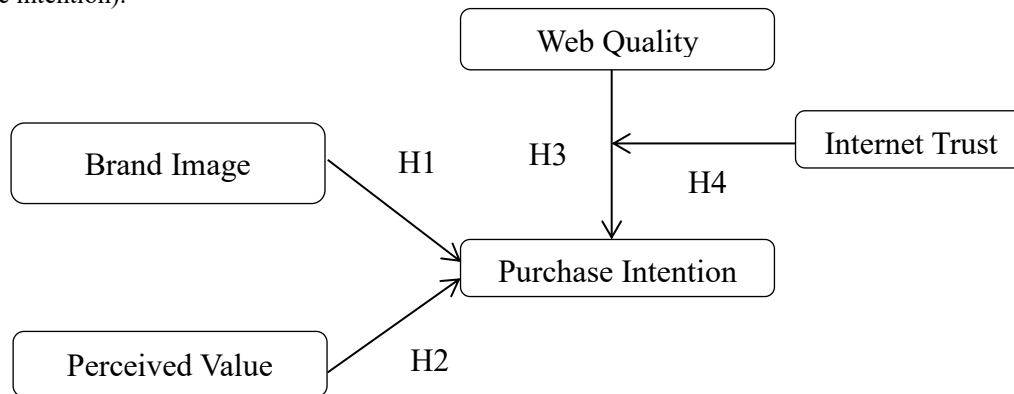 e intention).
Web Quality
Internet Trust
Brand Image
H1
H3
H4
Purchase Intention
Perceived Value
H2